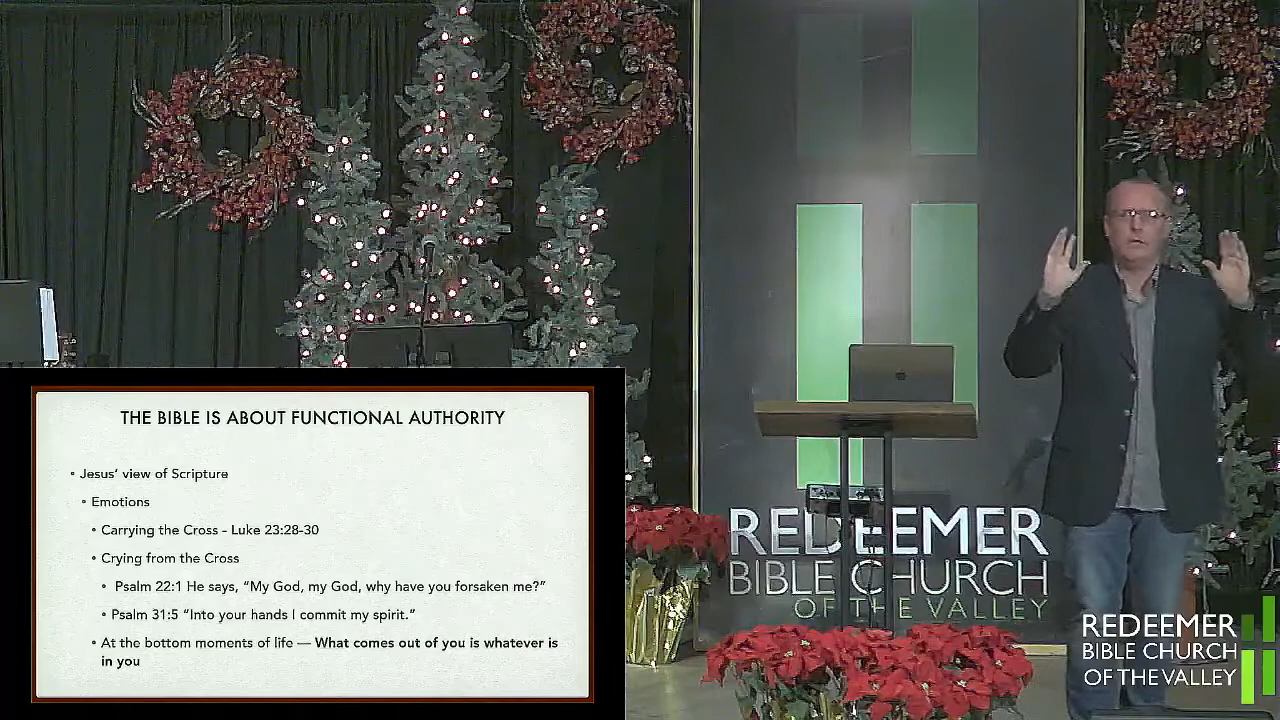 THE BIBLE IS ABOUT FUNCTIONAL AUTHORITY
• Jesus' view of Scripture
• Emotions
• Carrying the Cross - Luke 23:28-30
• Crying from the Cross
• Psalm 22:1 He says, "My God, my God, why have you forsaken me?"
• Psalm 31:5 "Into your hands I commit my spirit."
• At the bottom moments of life — What comes out of you is whatever is
in you
REDEEMER
BIBLE CHURCH
OF THE VALLEY
REDEEMER
BIBLE CHURCH
OF THE VALLEY